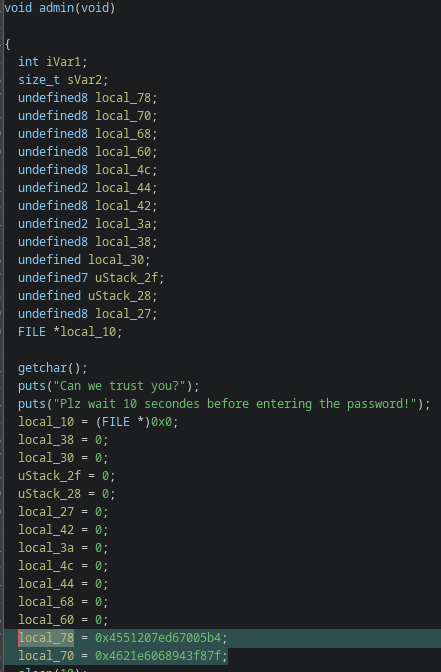 void admin(void)
{
int iVar1;
size_t sVar2;
undefined8 local_78;
undefined8 local_70;
undefined8 local_68;
undefined8 local_60;
undefined8 local_4c;
undefined2 local_44;
undefined8 local_42;
undefined2 local_3a;
undefined8 local_38;
undefined local_30;
undefined7 uStack_2f;
undefined uStack_28;
undefined8 local_27;
FILE *local_10;
getchar();
puts("Can we trust you?");
puts("Plz wait 10 secondes before entering the password!");
local_10 = (FILE *)0x0;
local_38 = 0;
local_30 = 0;
uStack_2f = 0;
uStack_28 = 0;
local_27 = 0;
local_42 = 0;
local_3a = 0;
local_4c = 0;
local_44 = 0;
local_68 = 0;
local_60 = 0;
local_78 = 0x4551207ed67005b4;
local_70 = 0x4621e6068943f87f;